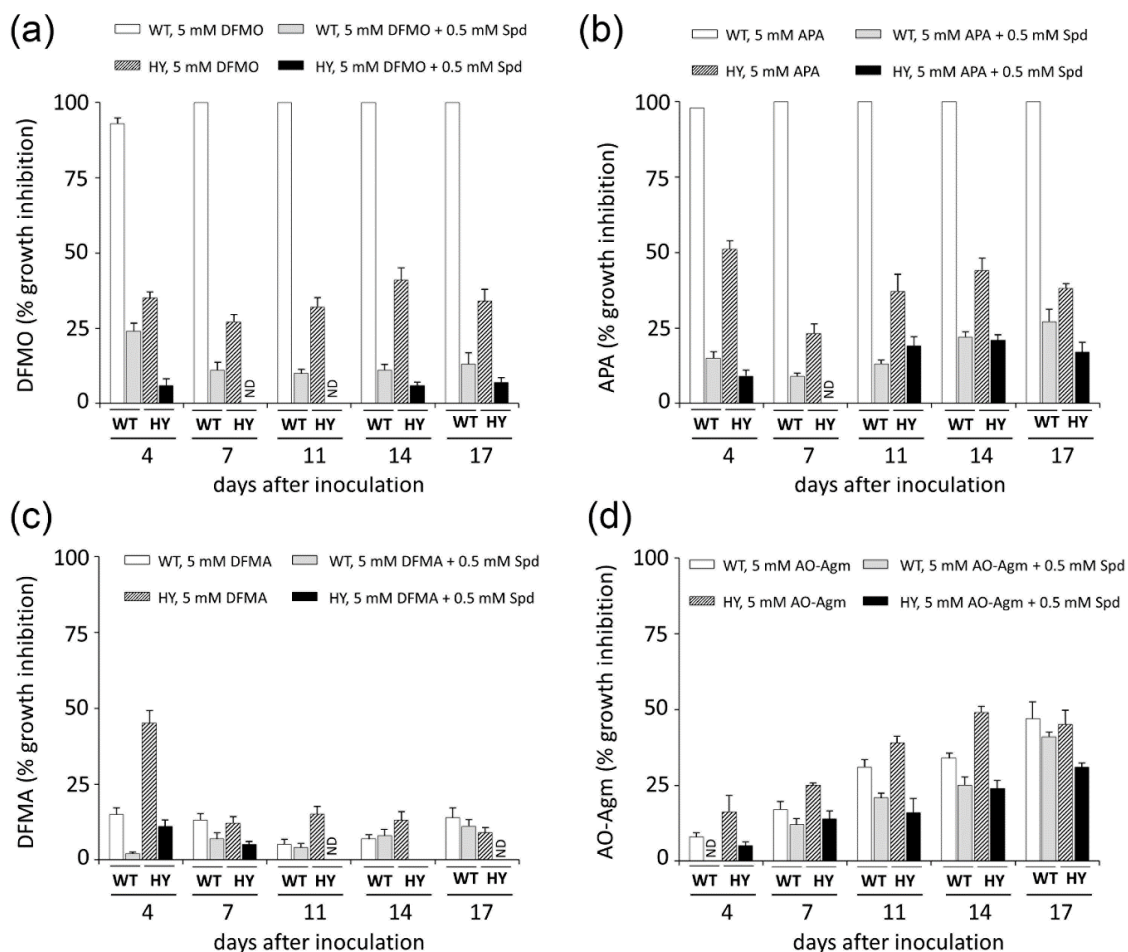 (a)
WT, 5 mM DFMO WT, 5 mM DFMO + 0.5 mM Spd
HY, 5 mM DFMO HY, 5 mM DFMO + 0.5 mM Spd
DFMO (% growth inhibition)
100
75
50
25
0
ND
ND
WT HY WT HY WT HY WT HY WT HY
4 7 11 14 17
days after inoculation
(b)
WT, 5 mM APA WT, 5 mM APA + 0.5 mM Spd
HY, 5 mM APA HY, 5 mM APA + 0.5 mM Spd
APA (% growth inhibition)
100
75
50
25
0
ND
WT HY WT HY WT HY WT HY WT HY
4 7 11 14 17
days after inoculation
(c)
WT, 5 mM DFMA WT, 5 mM DFMA + 0.5 mM Spd
HY, 5 mM DFMA HY, 5 mM DFMA + 0.5 mM Spd
DFMA (% growth inhibition)
100
75
50
25
0
ND
ND
WT HY WT HY WT HY WT HY WT HY
4 7 11 14 17
days after inoculation
(d)
WT, 5 mM AO-Agm WT, 5 mM AO-Agm + 0.5 mM Spd
HY, 5 mM AO-Agm HY, 5 mM AO-Agm + 0.5 mM Spd
AO-Agm (% growth inhibition)
100
75
50
25
0
ND
WT HY WT HY WT HY WT HY WT HY
4 7 11 14 17
days after inoculation